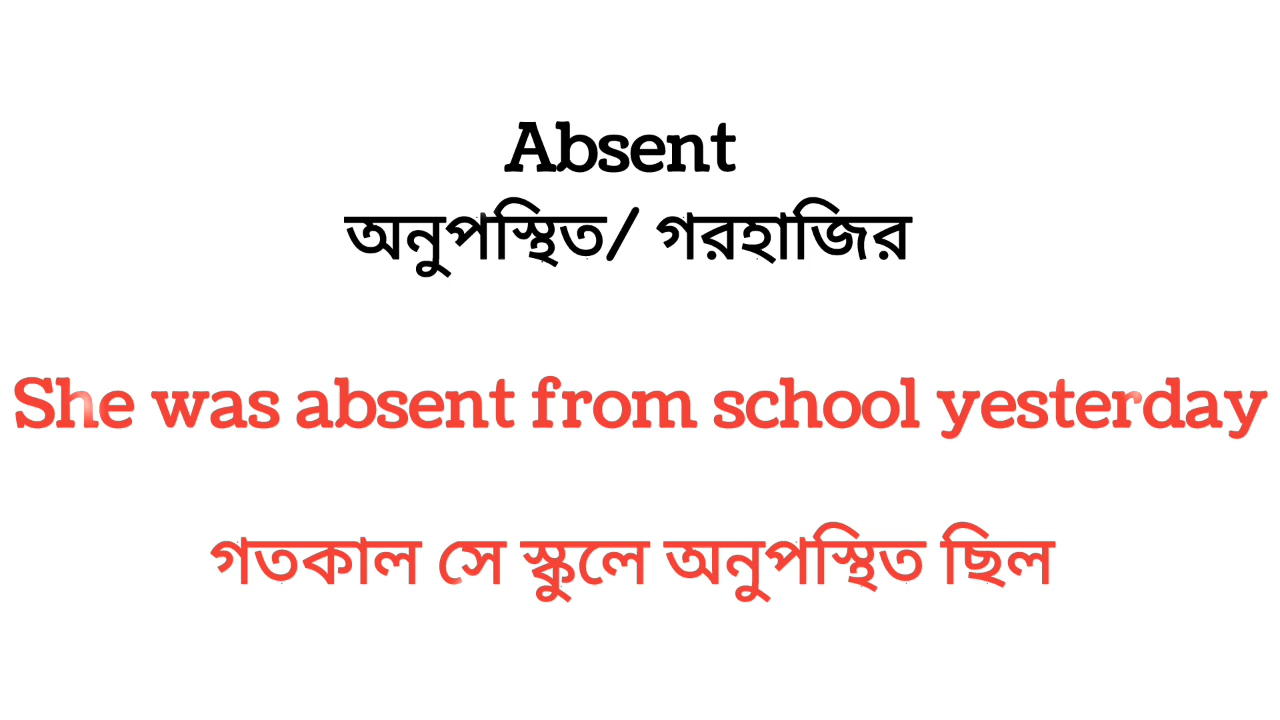 Absent
অনুপস্থিত/ গরহাজির
She was absent from school yesterday
গতকাল সে স্কুলে অনুপস্থিত ছিল